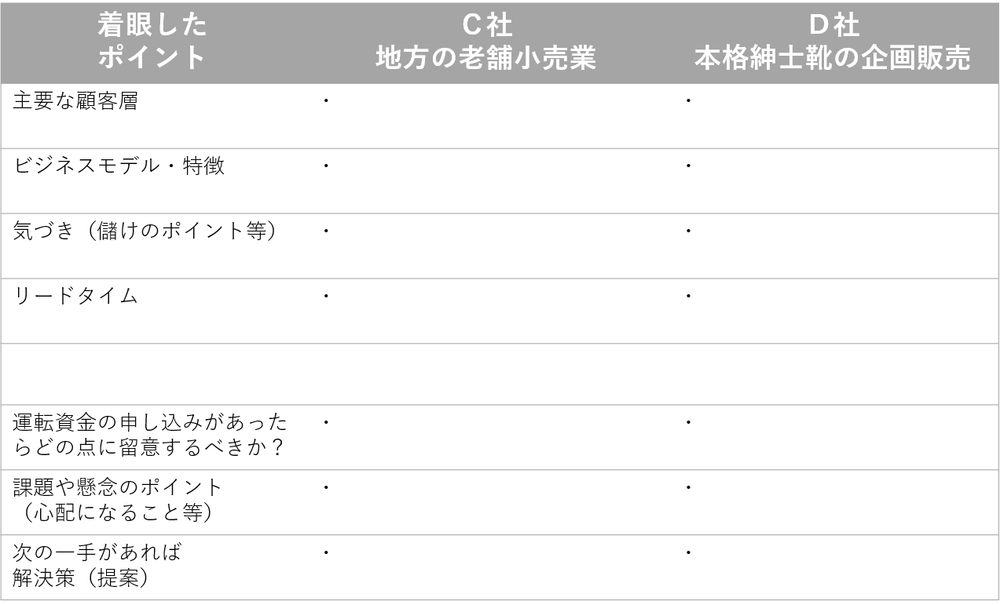 着眼した
ポイント
Ｃ社
地方の老舗小売業
Ｄ社
本格紳士靴の企画販売
主要な顧客層
・
・
ビジネスモデル・特徴
・
・
気づき（儲けのポイント等）
・
・
リードタイム
・
・
運転資金の申し込みがあった
らどの点に留意するべきか？
・
・
課題や懸念のポイント
（心配になること等）
・
・
次の一手があれば
解決策（提案）
・
・